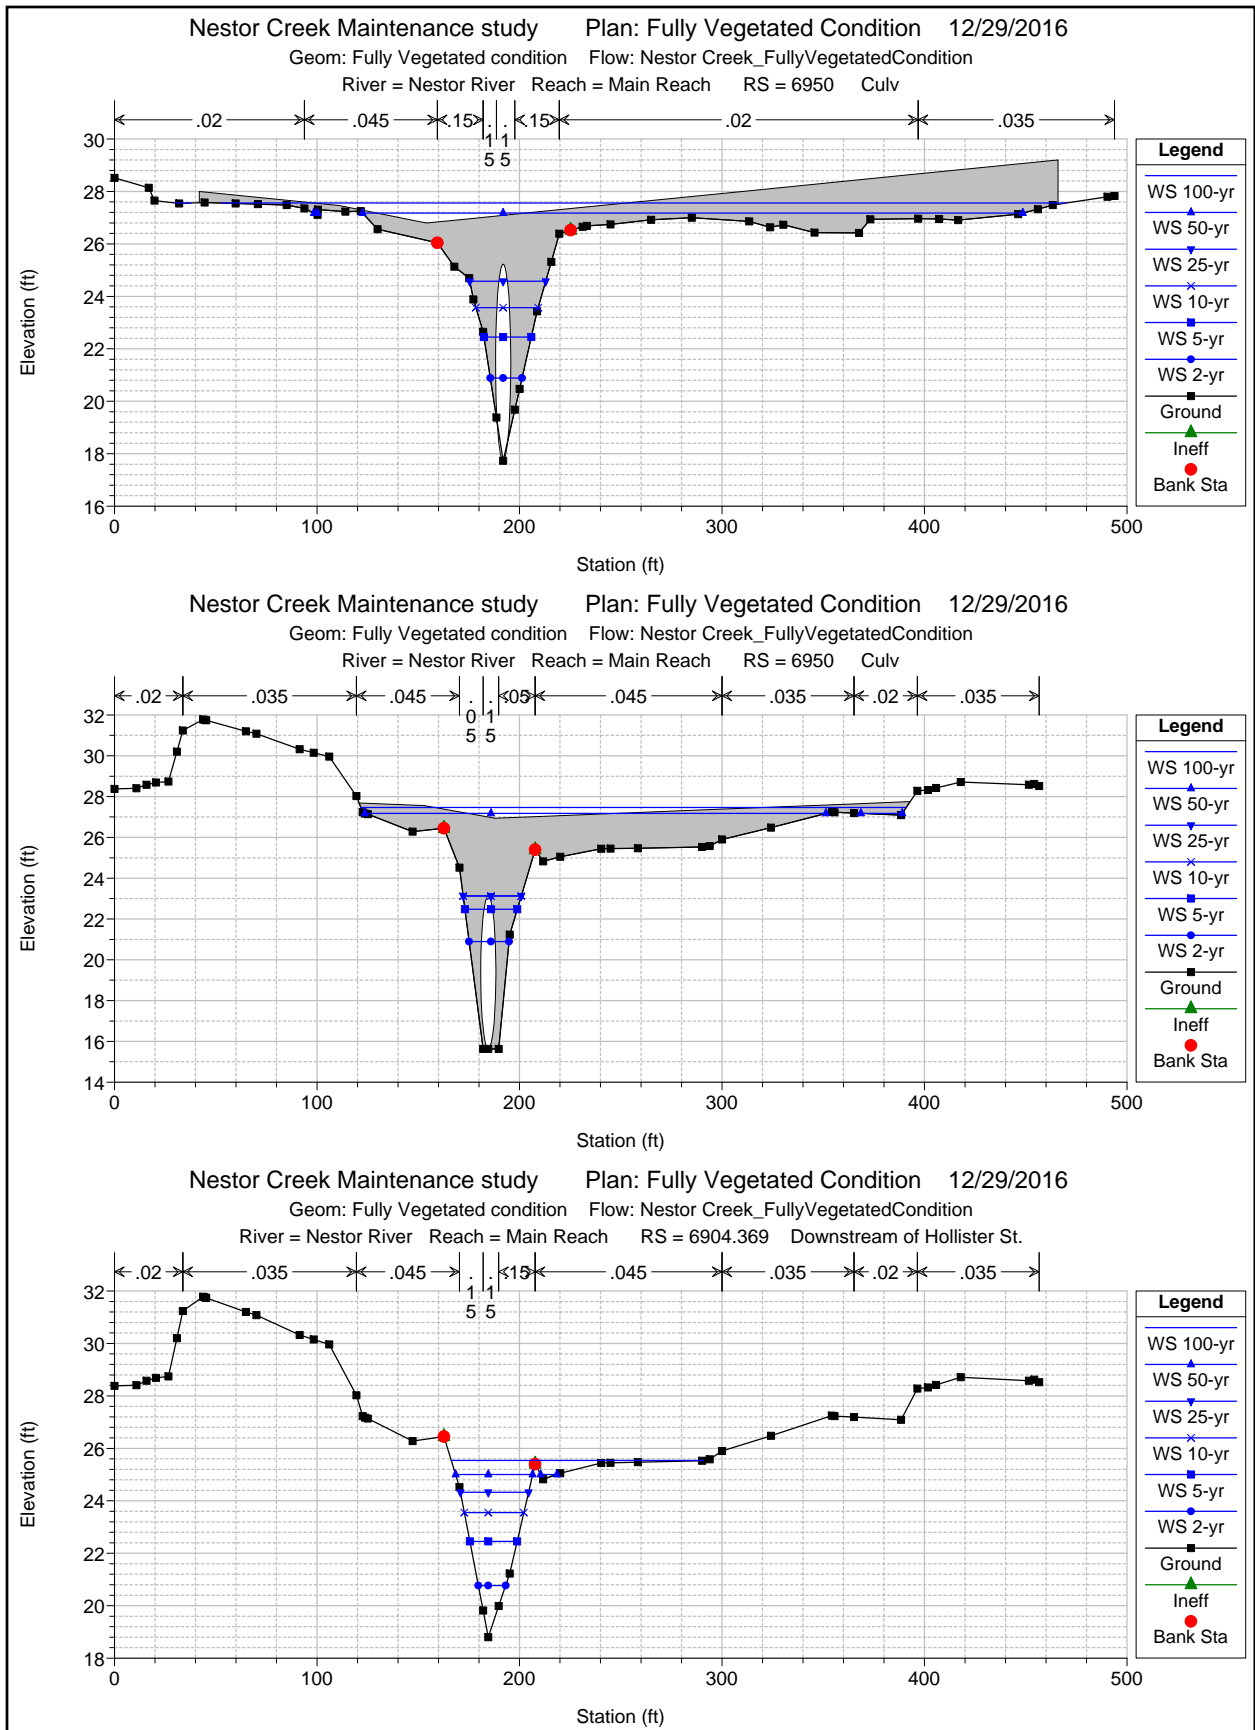 Nestor Creek Maintenance study Plan: Fully Vegetated Condition 12/29/2016
Geom: Fully Vegetated condition Flow: Nestor Creek_FullyVegetatedCondition
River = Nestor River Reach = Main Reach RS = 6950 Culv
.02 .045 .15 .15 .15 .15 .02 .035
30
28
26
24
22
20
18
16
Elevation (ft)
0 100 200 300 400 500
Station (ft)
Legend
WS 100-yr
WS 50-yr
WS 25-yr
WS 10-yr
WS 5-yr
WS 2-yr
Ground
Ineff
Bank Sta
Nestor Creek Maintenance study Plan: Fully Vegetated Condition 12/29/2016
Geom: Fully Vegetated condition Flow: Nestor Creek_FullyVegetatedCondition
River = Nestor River Reach = Main Reach RS = 6950 Culv
.02 .035 .045 .05 .15 .05 .045 .035 .02 .035
32
30
28
26
24
22
20
18
16
14
Elevation (ft)
0 100 200 300 400 500
Station (ft)
Legend
WS 100-yr
WS 50-yr
WS 25-yr
WS 10-yr
WS 5-yr
WS 2-yr
Ground
Ineff
Bank Sta
Nestor Creek Maintenance study Plan: Fully Vegetated Condition 12/29/2016
Geom: Fully Vegetated condition Flow: Nestor Creek_FullyVegetatedCondition
River = Nestor River Reach = Main Reach RS = 6904.369 Downstream of Hollister St.
.02 .035 .045 .15 .15 .15 .045 .035 .02 .035
32
30
28
26
24
22
20
18
Elevation (ft)
0 100 200 300 400 500
Station (ft)
Legend
WS 100-yr
WS 50-yr
WS 25-yr
WS 10-yr
WS 5-yr
WS 2-yr
Ground
Ineff
Bank Sta